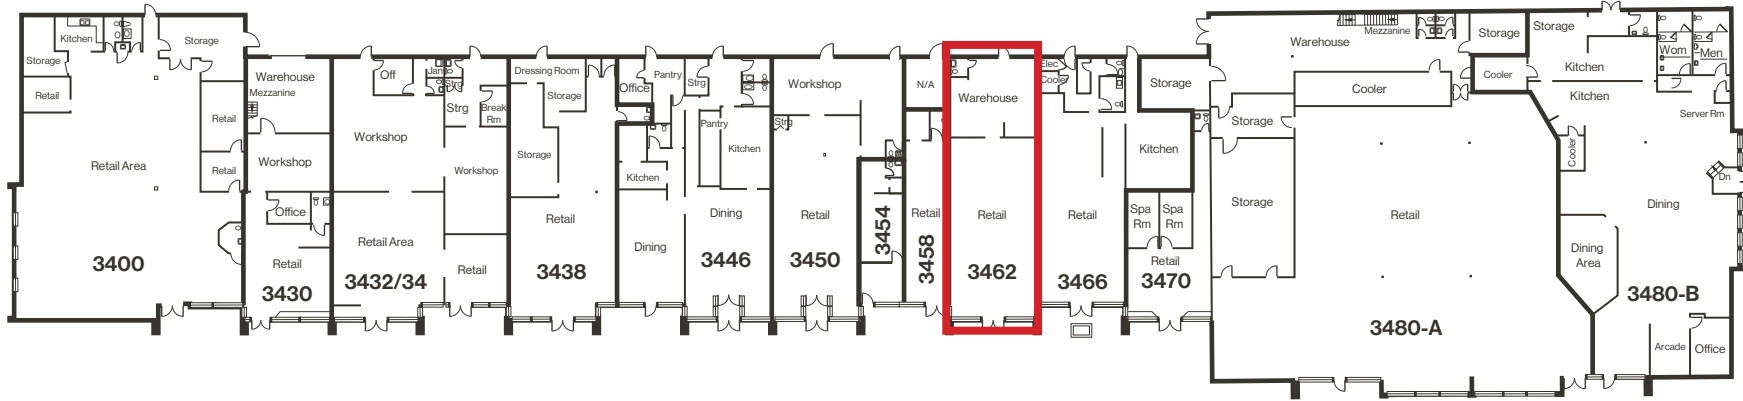 Kitchen
Storage
Storage
Retail
Retail
Retail Area
Retail
3400
Warehouse
Mezzanine
Workshop
Office
Retail
3430
Off
Jan
Strg
Strg
Break
Rm
Workshop
Workshop
Retail Area
Retail
3432/34
Dressing Room
Storage
Storage
Retail
3438
Office
Pantry
Strg
Pantry
Kitchen
Kitchen
Dining
Dining
3446
Workshop
Strg
Retail
3450
3454
N/A
Retail
3458
Warehouse
Retail
3462
Elec
Cooler
Retail
3466
Storage
Kitchen
Spa
Rm
Spa
Rm
Retail
3470
Warehouse
Mezzanine
Storage
Cooler
Cooler
Storage
Storage
Retail
3480-A
Storage
Kitchen
Kitchen
Wom
Men
Server Rm
Cooler
Dn
Dining
Dining
Area
3480-B
Arcade
Office